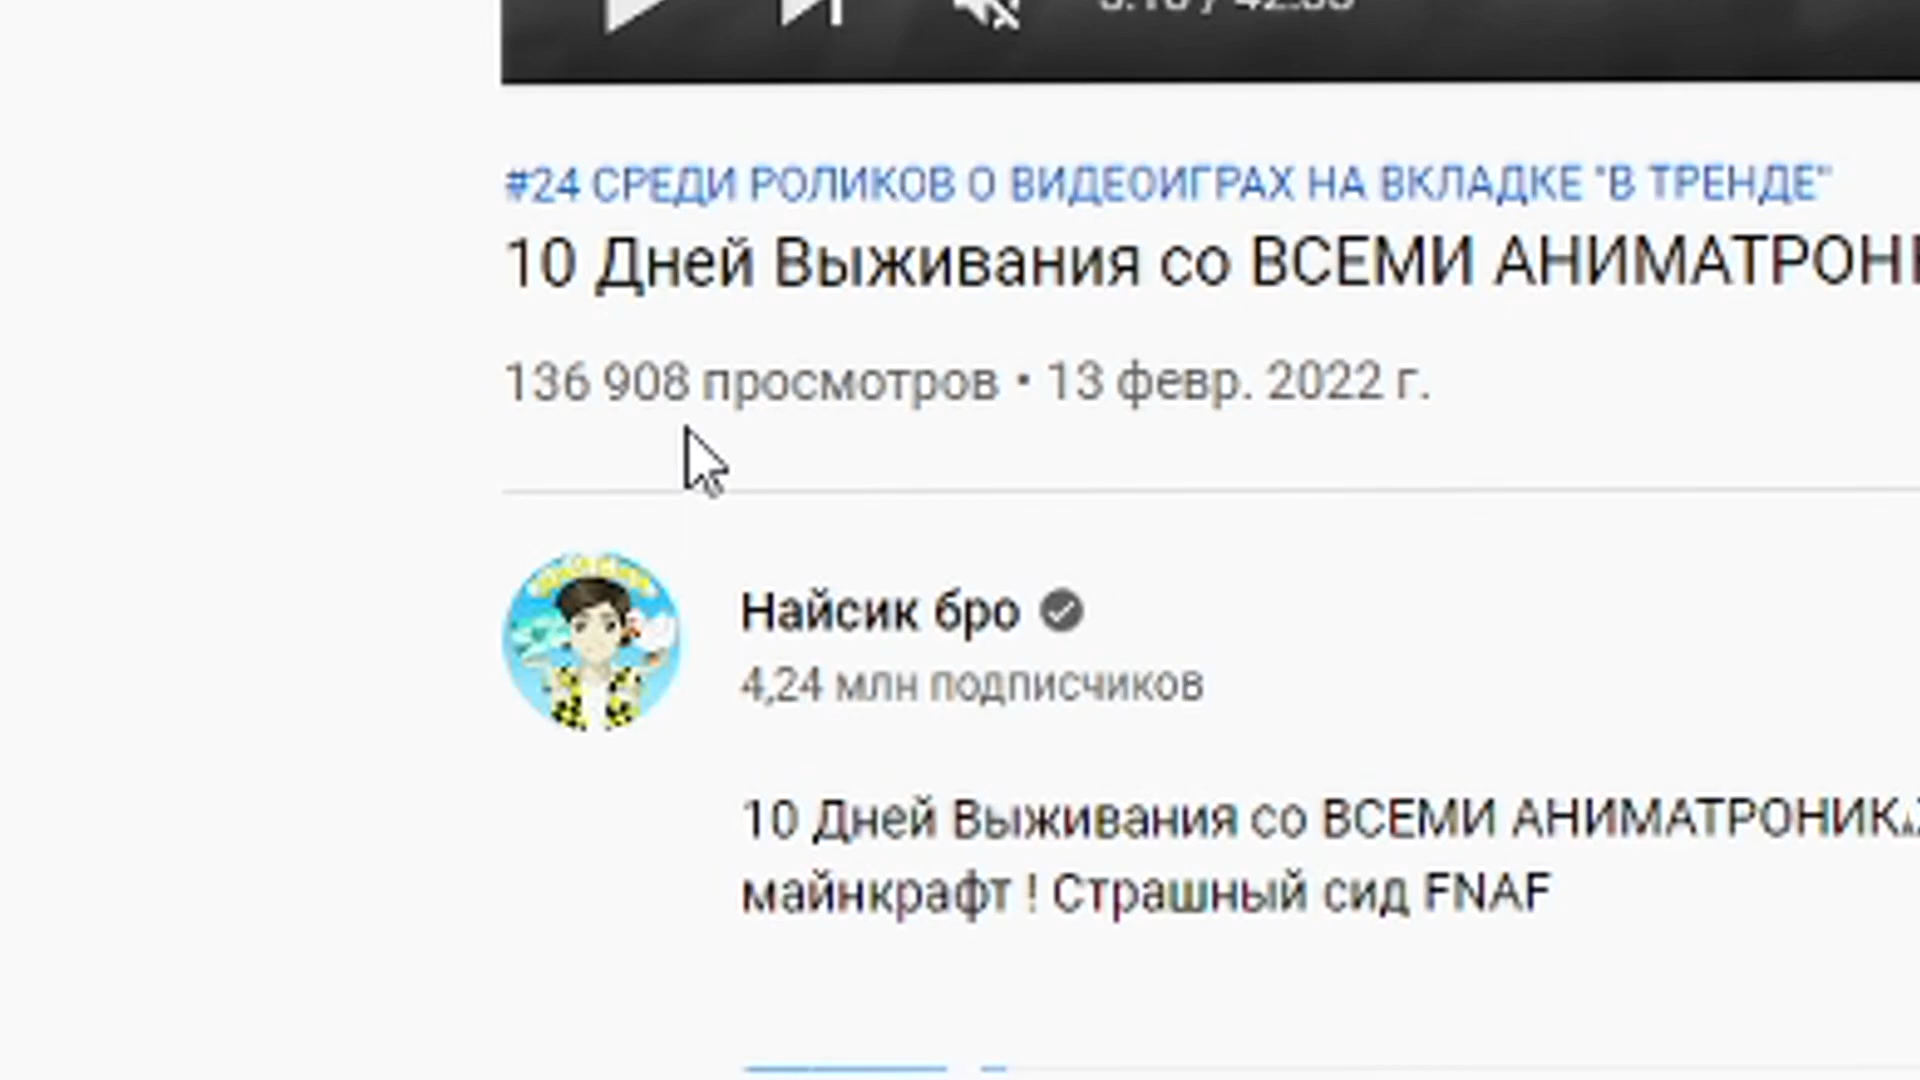 #24 СРЕДИ РОЛИКОВ О ВИДЕОИГРАХ НА ВКЛАДКЕ "В ТРЕНДЕ"
10 Дней Выживания со ВСЕМИ
136 908 просмотров • 13 февр. 2022 г.
Найсик бро
4,24 млн подписчиков
10 Дней Выживания со ВСЕМИ
майнкрафт ! Страшный сид FNAF